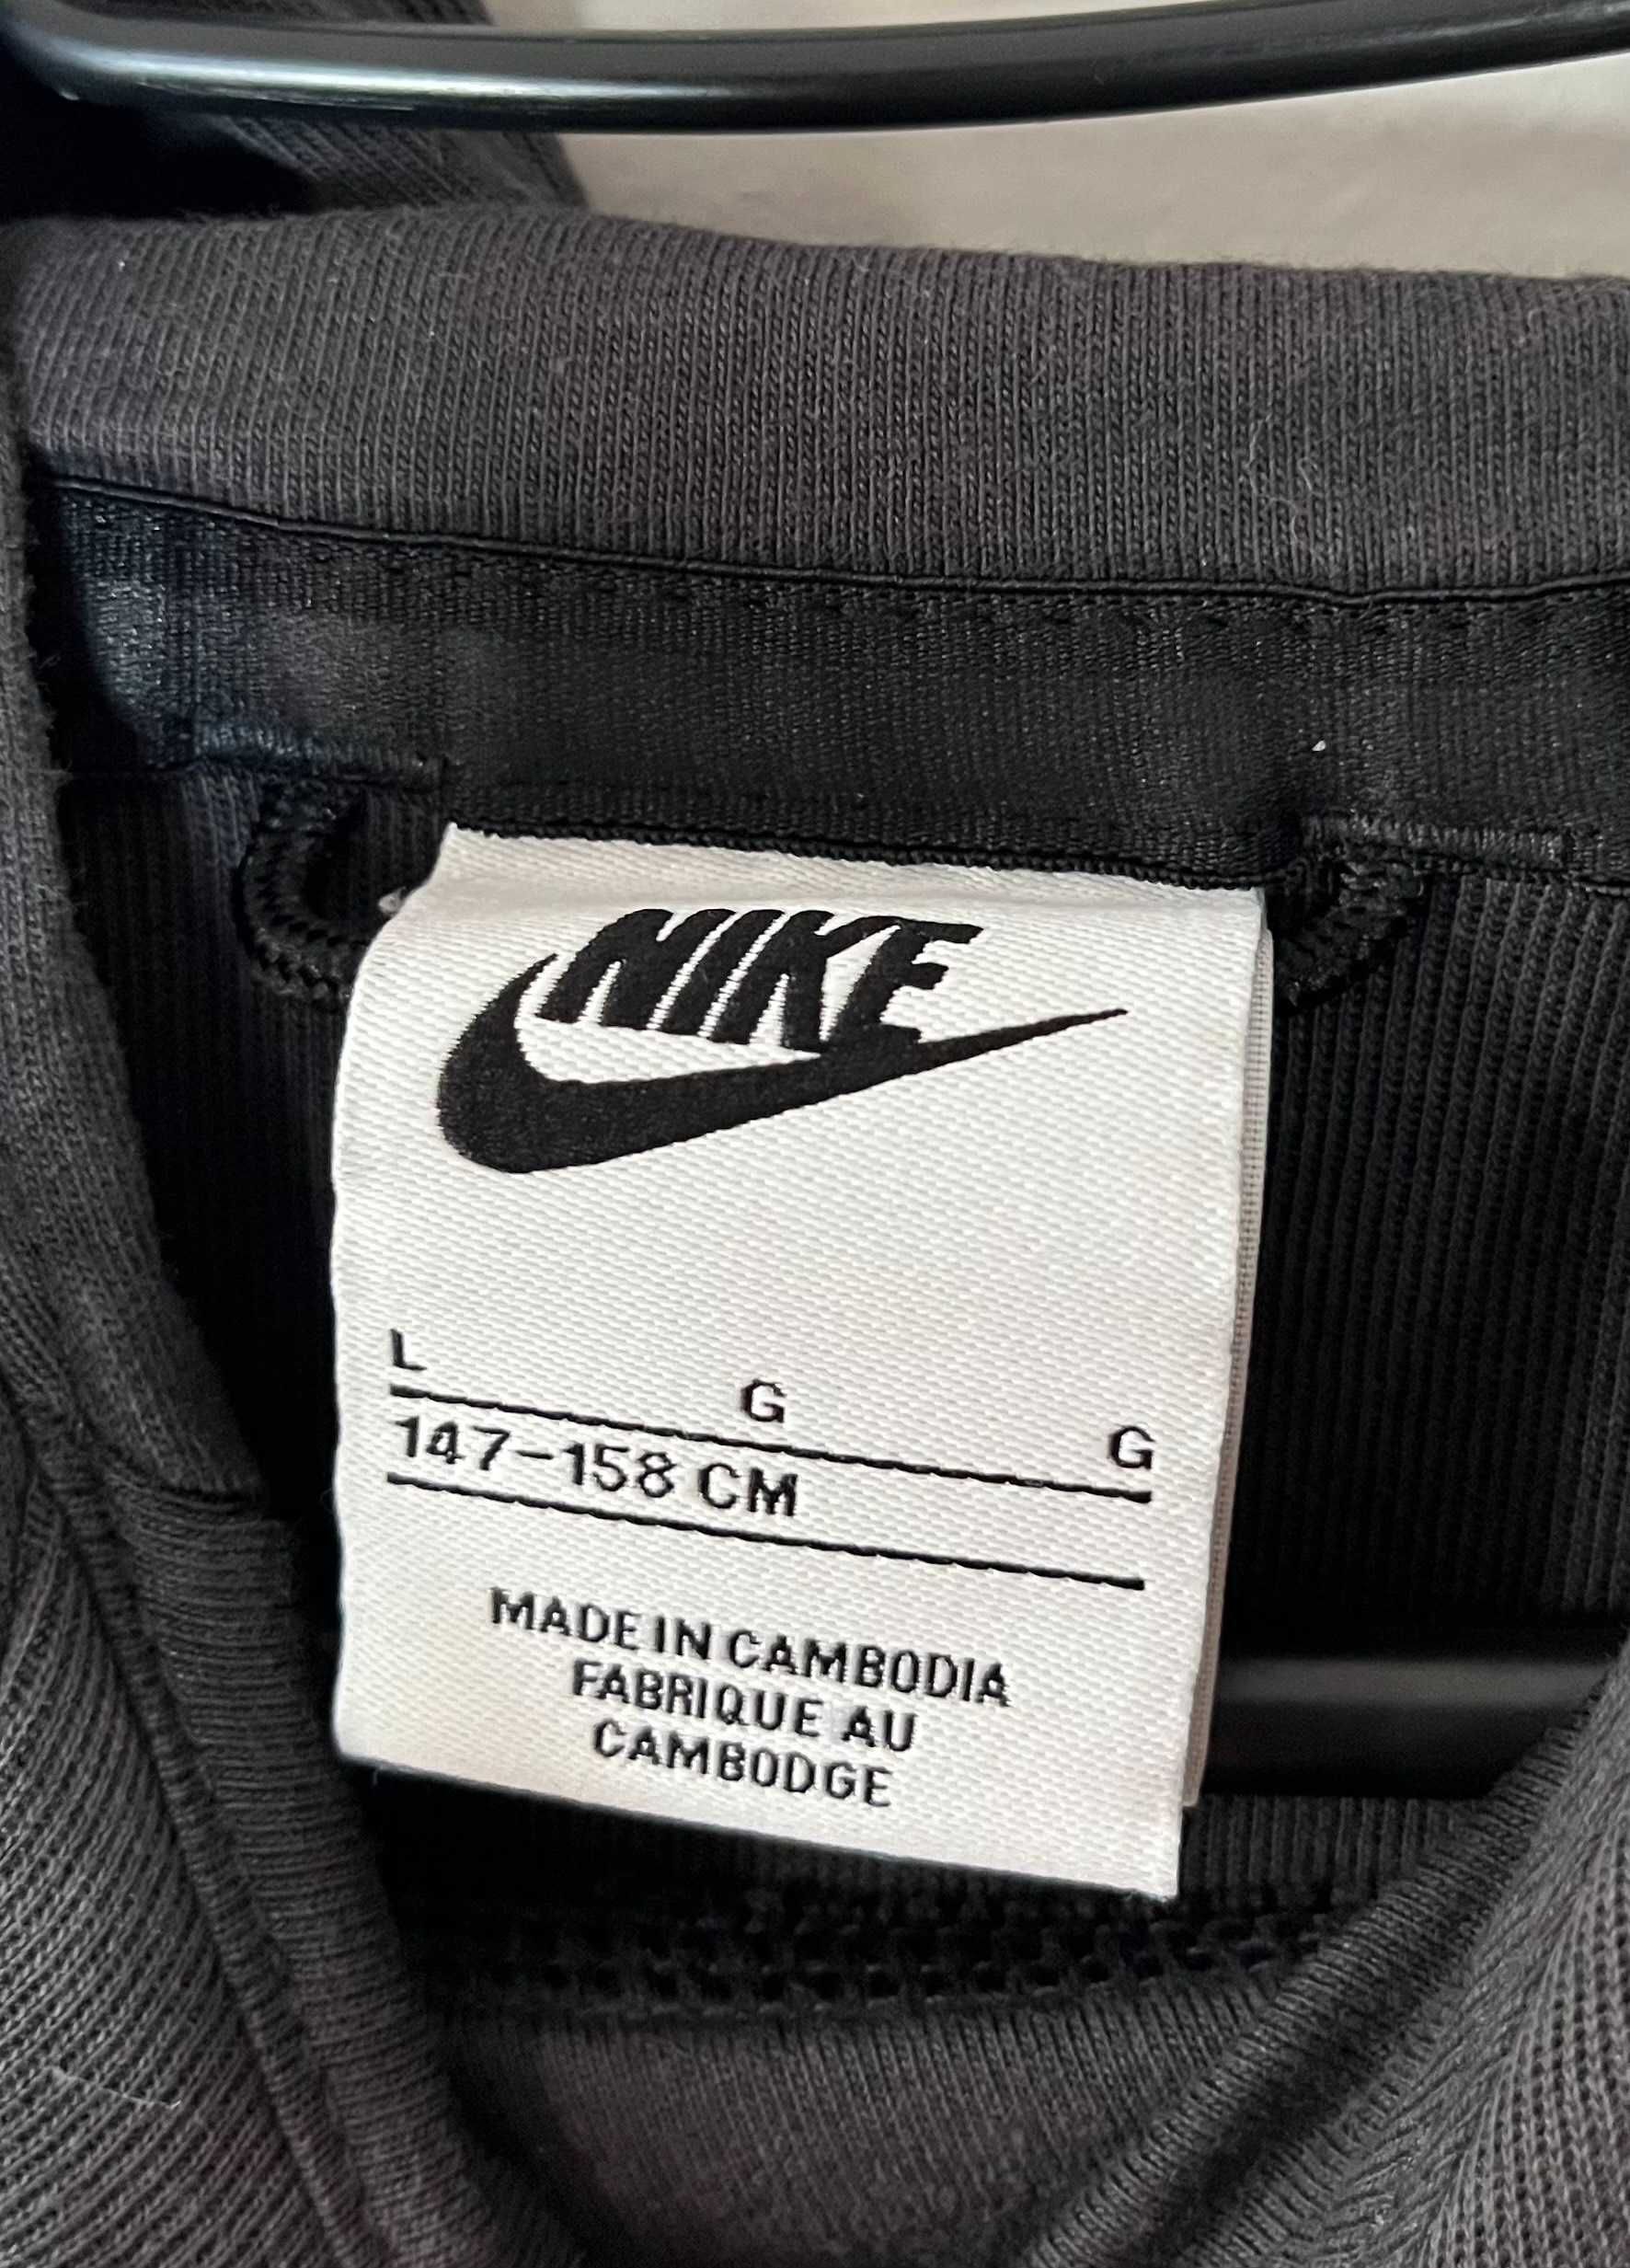 NIKE
L G G
147-158 CM
MADE IN CAMBODIA
FABRIQUE AU
CAMBODGE